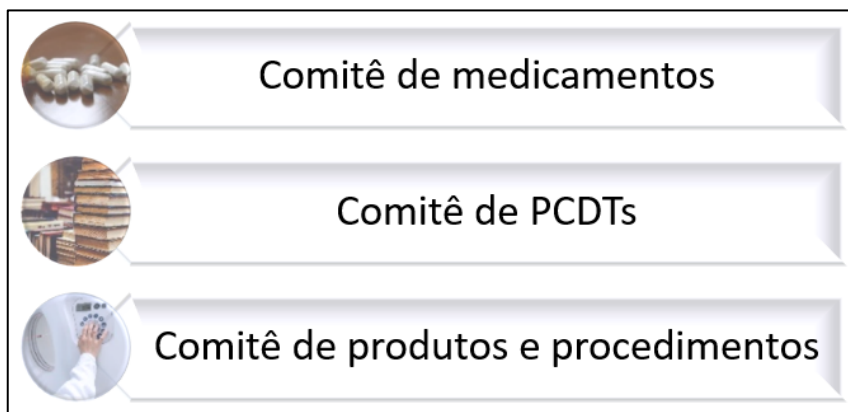 Comitê de medicamentos
Comitê de PCDTs
Comitê de produtos e procedimentos